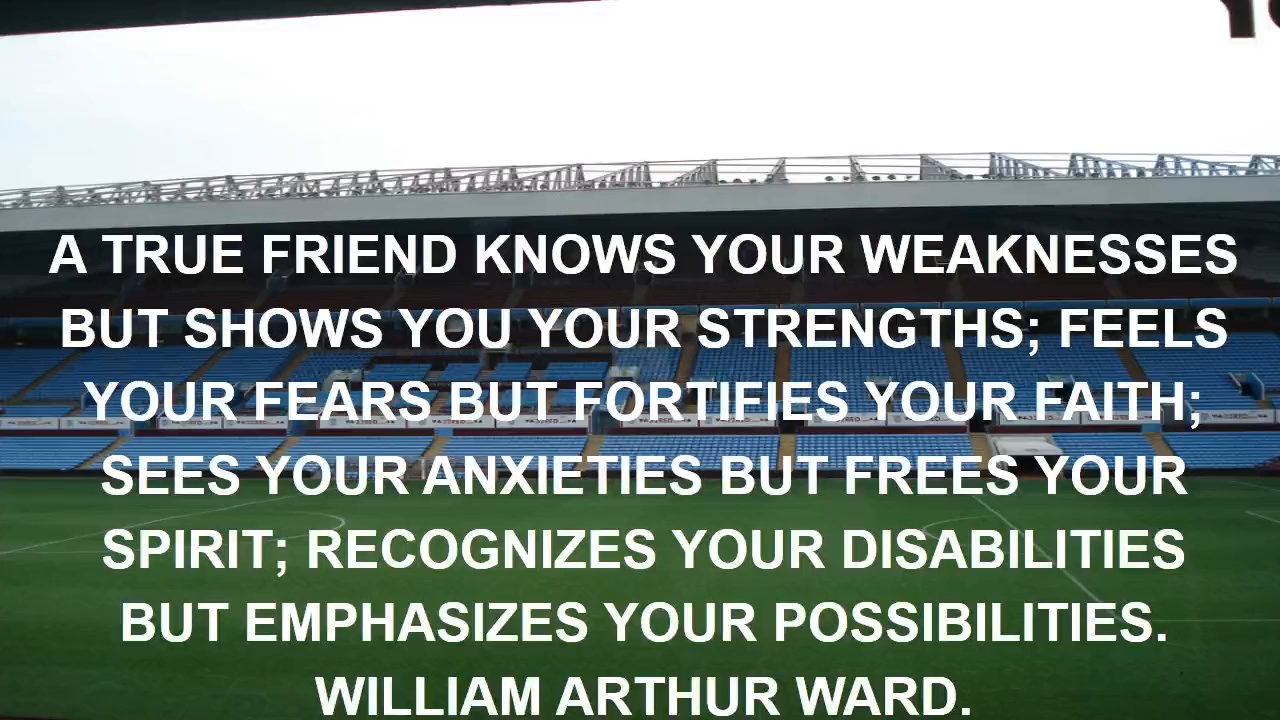 A TRUE FRIEND KNOWS YOUR WEAKNESSES
BUT SHOWS YOU YOUR STRENGTHS; FEELS
YOUR FEARS BUT FORTIFIES YOUR FAITH;
SEES YOUR ANXIETIES BUT FREES YOUR
SPIRIT; RECOGNIZES YOUR DISABILITIES
BUT EMPHASIZES YOUR POSSIBILITIES.
WILLIAM ARTHUR WARD.